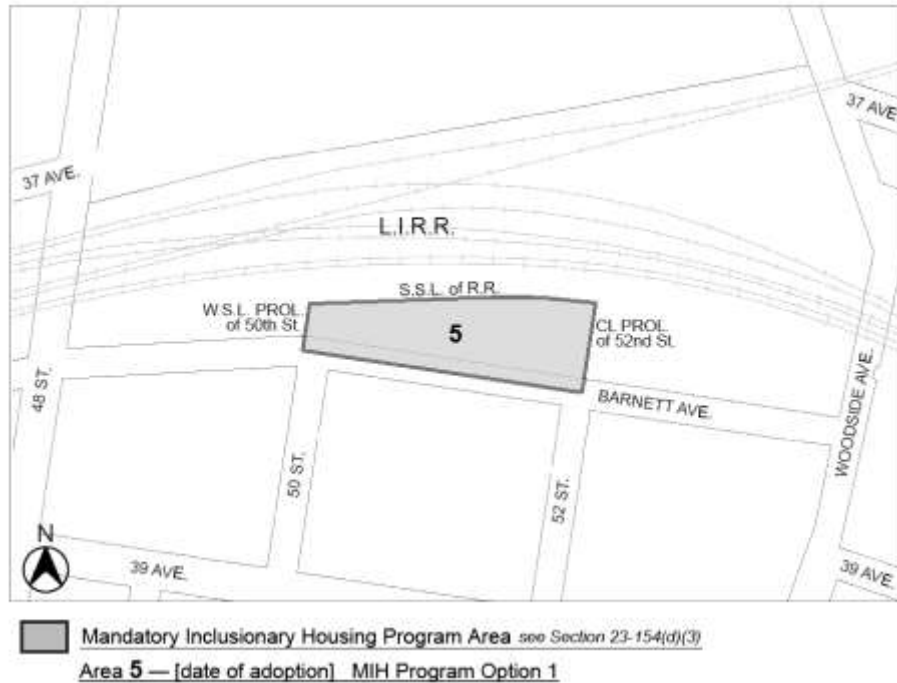 37 AVE.
37 AVE.
L.I.R.R.
S.S.L. of R.R.
W.S.L. PROL.
of 50th St.
5
CL PROL.
of 52nd St.
48 ST.
BARNETT AVE.
WOODSIDE AVE.
50 ST.
52 ST.
N
39 AVE.
39 AVE.
Mandatory Inclusionary Housing Program Area see Section 23-154(d)(3)
Area 5 — [date of adoption] MIH Program Option 1